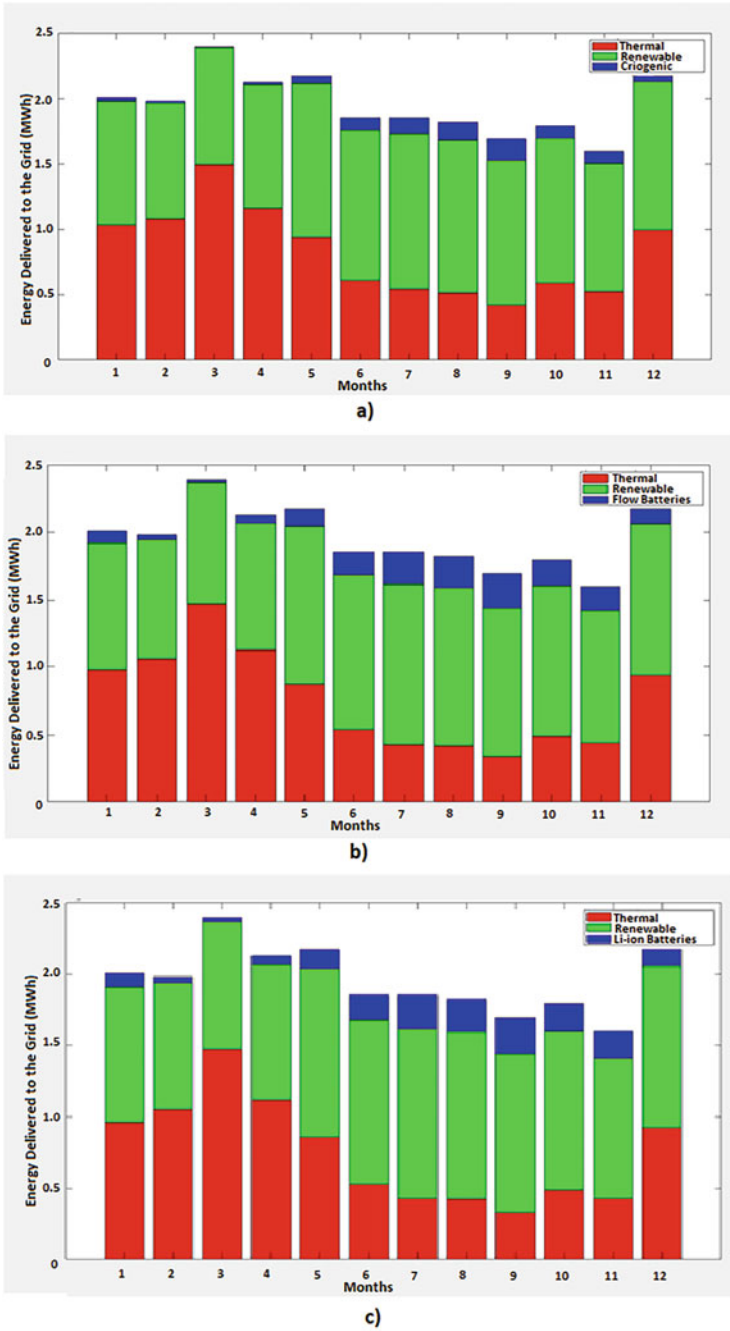 2.5
2.0
1.5
1.0
0.5
0
Energy Delivered to the Grid (MWh)
Thermal
Renewable
Criogenic
1 2 3 4 5 6 7 8 9 10 11 12
Months
a)
2.5
2.0
1.5
1.0
0.5
0
Energy Delivered to the Grid (MWh)
Thermal
Renewable
Flow Batteries
1 2 3 4 5 6 7 8 9 10 11 12
Months
b)
2.5
2.0
1.5
1.0
0.5
0
Energy Delivered to the Grid (MWh)
Thermal
Renewable
Li-ion Batteries
1 2 3 4 5 6 7 8 9 10 11 12
Months
c)